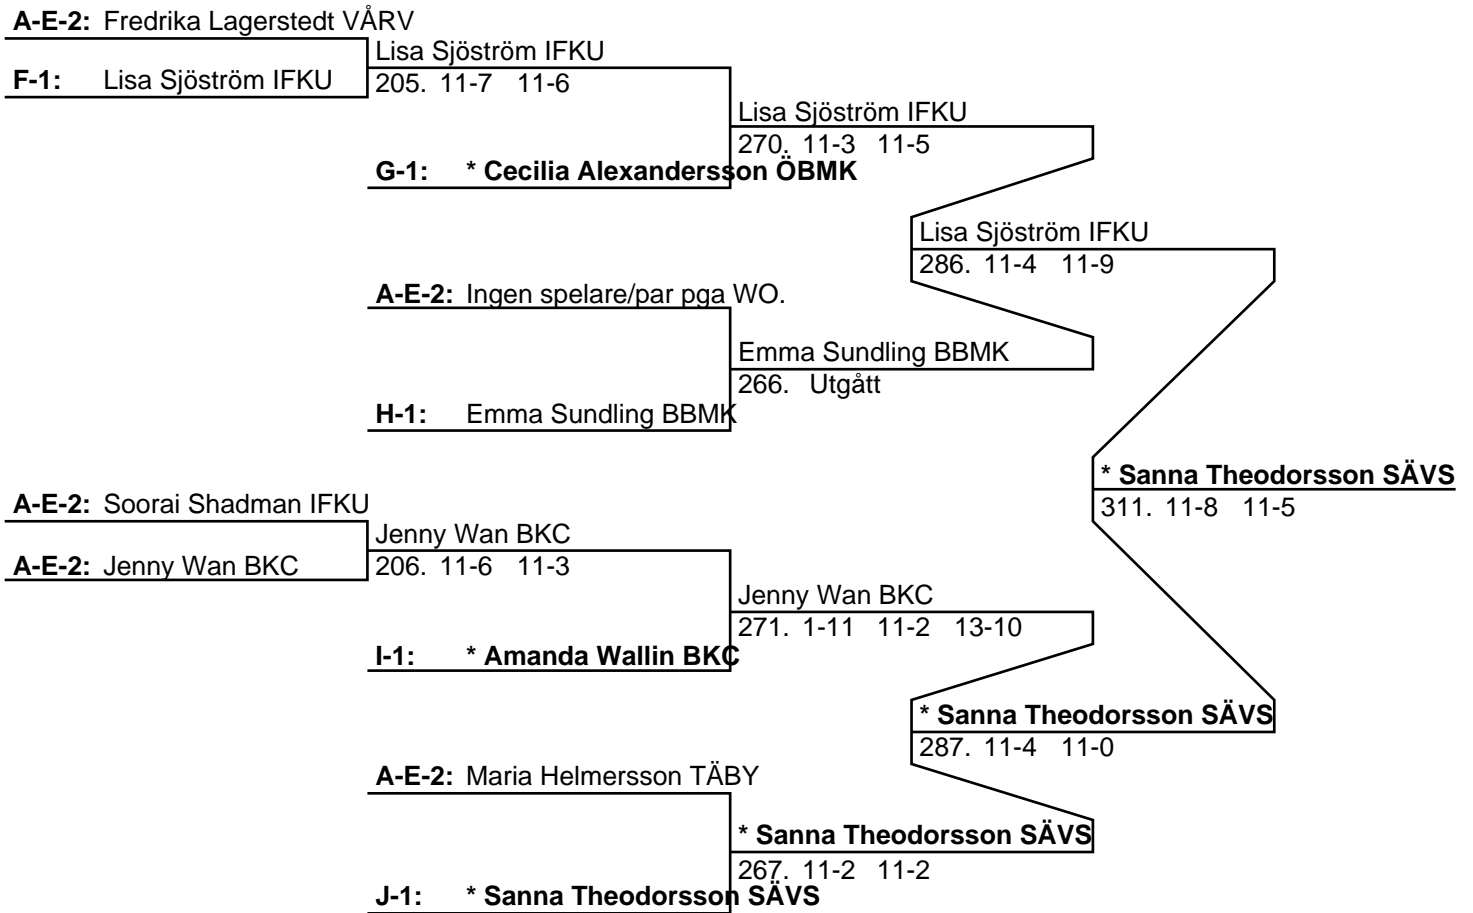 A-E-2: Fredrika Lagerstedt VÅRV
Lisa Sjöström IFKU
F-1: Lisa Sjöström IFKU
205. 11-7 11-6
Lisa Sjöström IFKU
270. 11-3 11-5
G-1: * Cecilia Alexandersson ÖBMK
Lisa Sjöström IFKU
286. 11-4 11-9
A-E-2: Ingen spelare/par pga WO.
Emma Sundling BBMK
266. Utgått
H-1: Emma Sundling BBMK
* Sanna Theodorsson SÄVS
311. 11-8 11-5
A-E-2: Soorai Shadman IFKU
Jenny Wan BKC
A-E-2: Jenny Wan BKC
206. 11-6 11-3
Jenny Wan BKC
271. 1-11 11-2 13-10
I-1: * Amanda Wallin BKC
* Sanna Theodorsson SÄVS
287. 11-4 11-0
A-E-2: Maria Helmersson TÄBY
* Sanna Theodorsson SÄVS
267. 11-2 11-2
J-1: * Sanna Theodorsson SÄVS